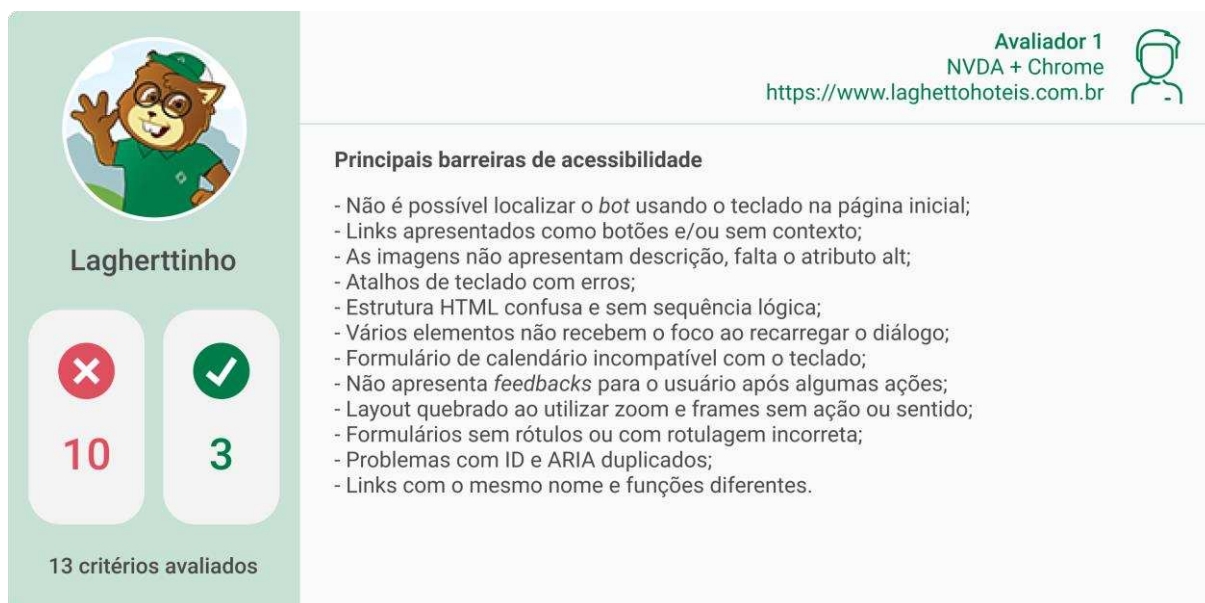 Lagherttinho
10
3
13 critérios avaliados
Avaliador 1
NVDA + Chrome
https://www.laghettohoteis.com.br
Principais barreiras de acessibilidade
- Não é possível localizar o bot usando o teclado na página inicial;
- Links apresentados como botões e/ou sem contexto;
- As imagens não apresentam descrição, falta o atributo alt;
- Atalhos de teclado com erros;
- Estrutura HTML confusa e sem sequência lógica;
- Vários elementos não recebem o foco ao recarregar o diálogo;
- Formulário de calendário incompatível com o teclado;
- Não apresenta feedbacks para o usuário após algumas ações;
- Layout quebrado ao utilizar zoom e frames sem ação ou sentido;
- Formulários sem rótulos ou com rotulagem incorreta;
- Problemas com ID e ARIA duplicados;
- Links com o mesmo nome e funções diferentes.